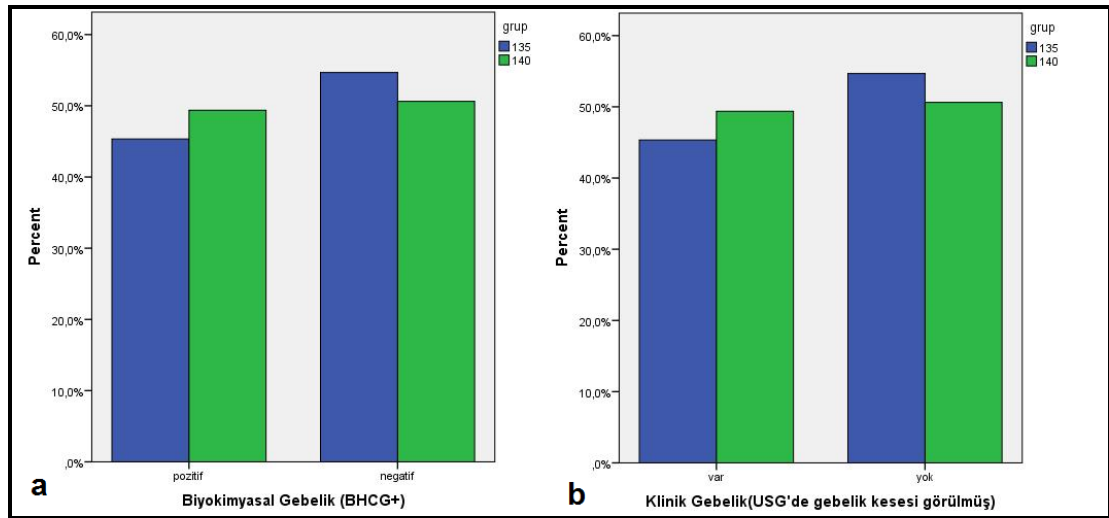 grup
135
140
60,0%
50,0%
40,0%
30,0%
20,0%
10,0%
,0%
Percent
pozitif negatif
a
Biyokimyasal Gebelik (BHCG+)
grup
135
140
60,0%
50,0%
40,0%
30,0%
20,0%
10,0%
,0%
Percent
var yok
b
Klinik Gebelik(USG'de gebelik kesesi görülmüş)